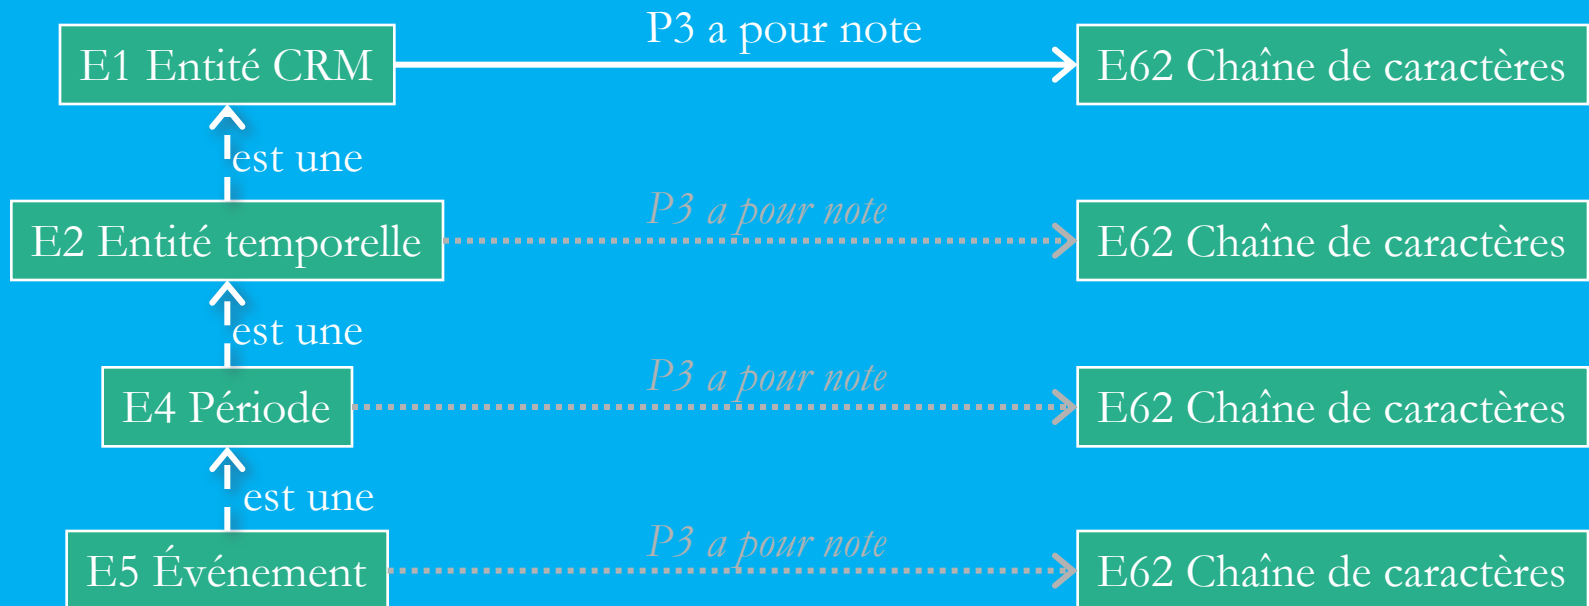 P3 a pour note
E1 Entité CRM
E62 Chaîne de caractères
est une
P3 a pour note
E2 Entité temporelle
E62 Chaîne de caractères
est une
P3 a pour note
E4 Période
E62 Chaîne de caractères
est une
P3 a pour note
E5 Événement
E62 Chaîne de caractères